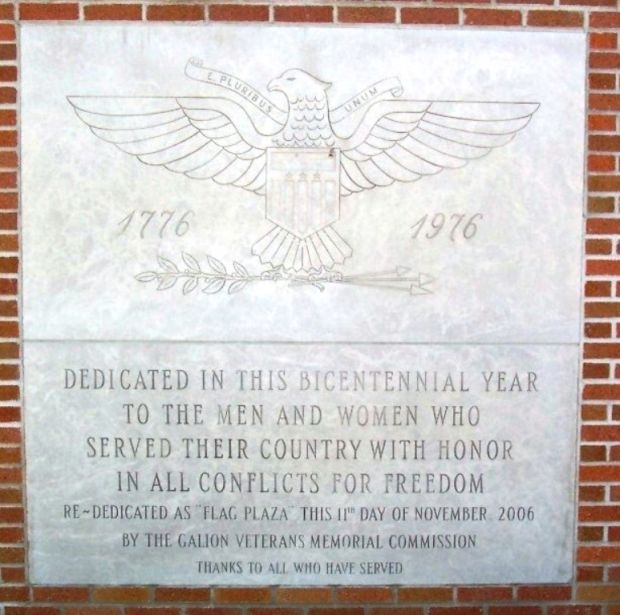 E. PLURIBUS UNUM
1776 1976
DEDICATED IN THIS BICENTENNIAL YEAR
TO THE MEN AND WOMEN WHO
SERVED THEIR COUNTRY WITH HONOR
IN ALL CONFLICTS FOR FREEDOM
RE~DEDICATED AS "FLAG PLAZA" THIS 11th DAY OF NOVEMBER, 2006
BY THE GALION VETERANS MEMORIAL COMMISSION
THANKS TO ALL WHO HAVE SERVED